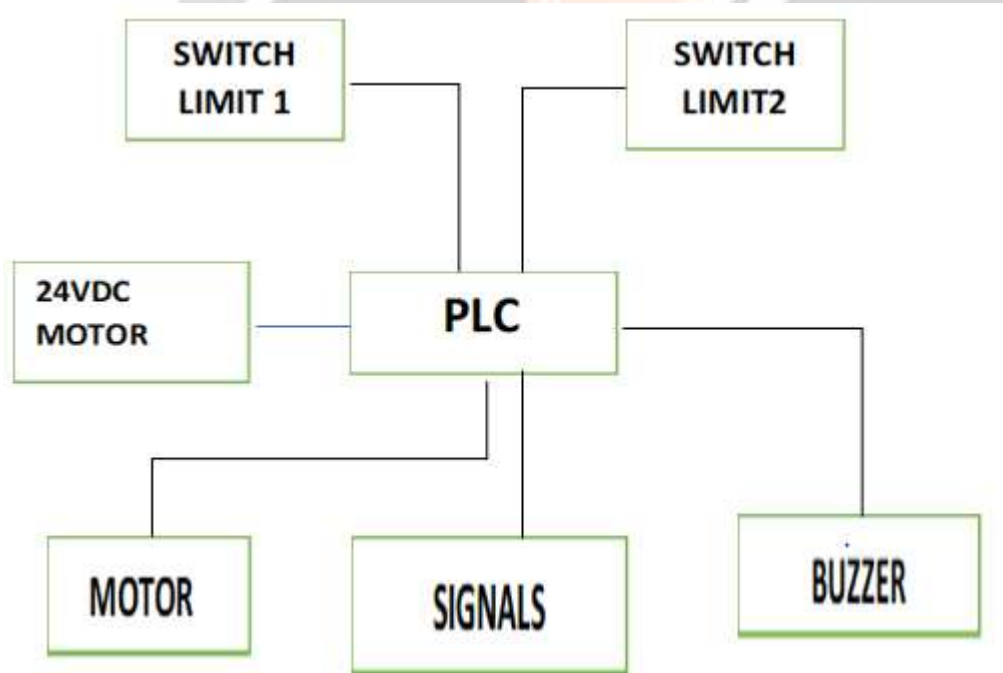 SWITCH
LIMIT 1
SWITCH
LIMIT2
24VDC
MOTOR
PLC
MOTOR
SIGNALS
BUZZER